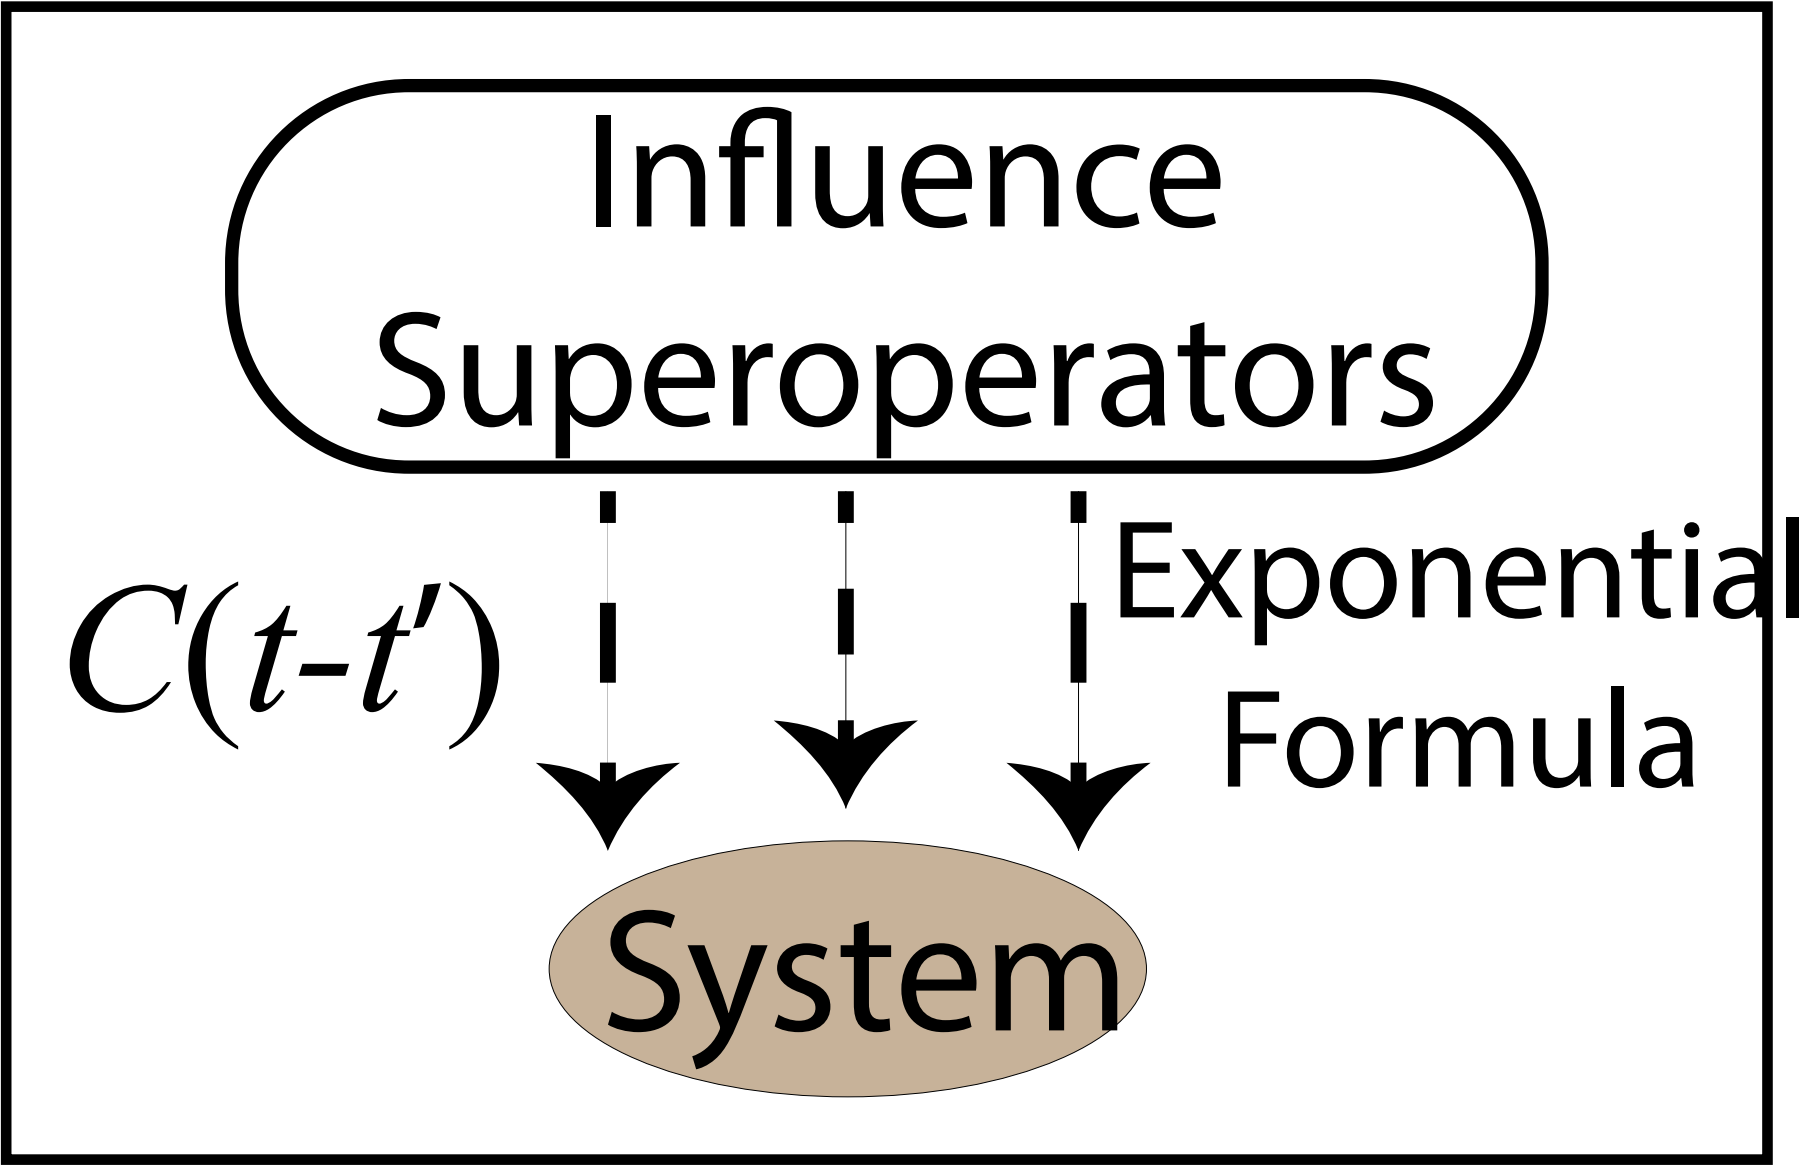 Influence
Superoperators
C(t-t')
Exponential
Formula
System